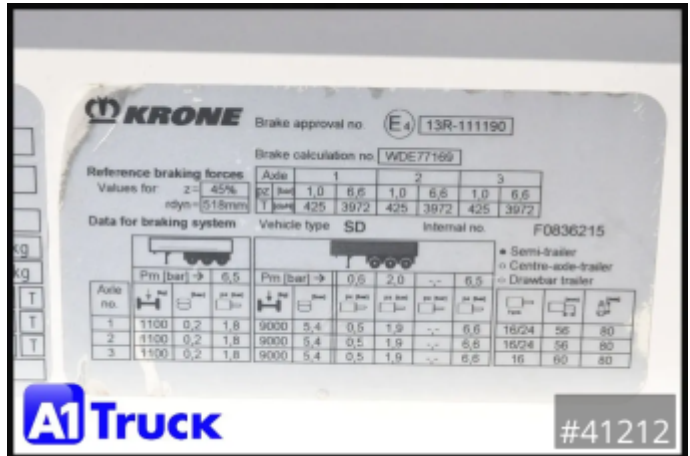 KRONE
Brake approval no. E4 13R-111190
Brake calculation no. WDE77169
Reference braking forces Axle 1 2 3
Values for z= 45% pz [bar] 1,0 6,6 1,0 6,6 1,0 6,6
rdyn= 518mm T 425 3972 425 3972 425 3972
Data for braking system Vehicle type SD Internal no. F0836215
Semi-trailer
Centre-axle-trailer
Drawbar trailer
Pm [bar] → 6,5 Pm [bar] → 0,6 2,0 -,- 6,5
Axle no.
1 1100 0,2 1,8 9000 5,4 0,5 1,9 -,- 6,6 16/24 56 80
2 1100 0,2 1,8 9000 5,4 0,5 1,9 -,- 6,6 16/24 56 80
3 1100 0,2 1,8 9000 5,4 0,5 1,9 -,- 6,6 16 60 80
kg
kg
T
T
T
A1 Truck
#41212